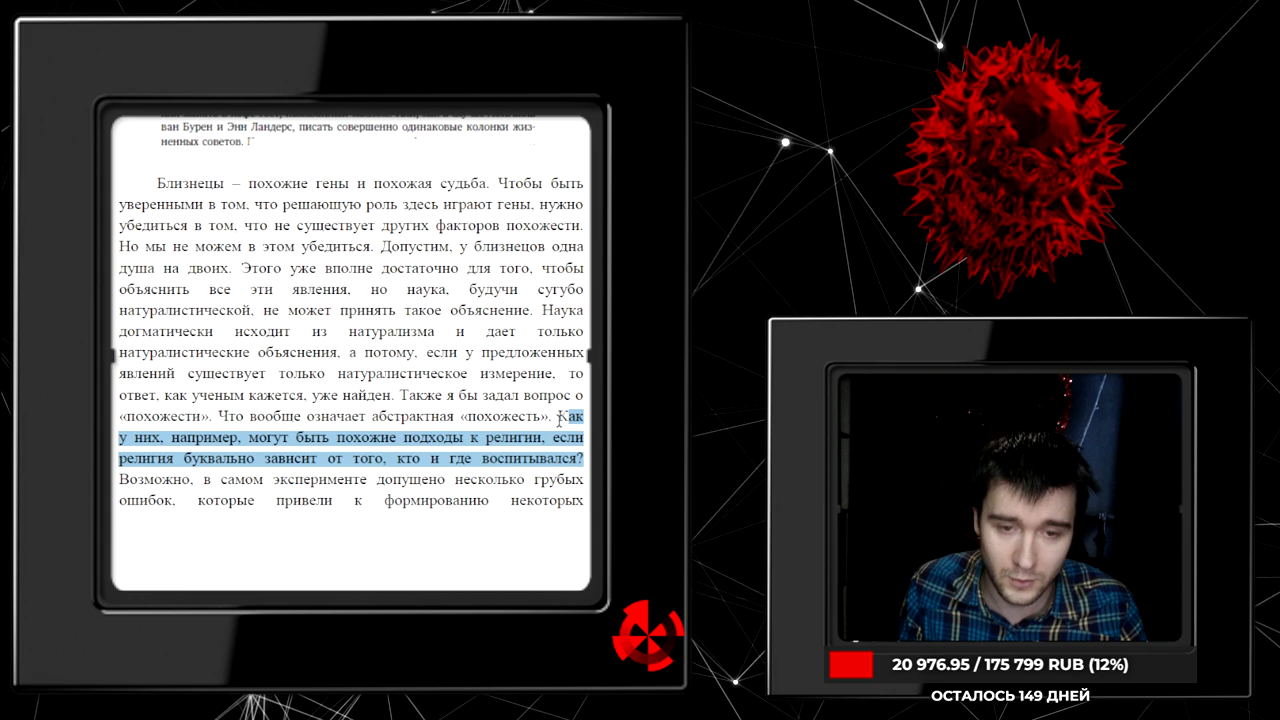 ван Бурен и Энн Ландерс, писать совершенно одинаковые колонки жиз-
ненных советов.
Близнецы – похожие гены и похожая судьба. Чтобы быть
уверенными в том, что решающую роль здесь играют гены, нужно
убедиться в том, что не существует других факторов похожести.
Но мы не можем в этом убедиться. Допустим, у близнецов одна
душа на двоих. Этого уже вполне достаточно для того, чтобы
объяснить все эти явления, но наука, будучи сугубо
натуралистической, не может принять такое объяснение. Наука
догматически исходит из натурализма и дает только
натуралистические объяснения, а потому, если у предложенных
явлений существует только натуралистическое измерение, то
ответ, как ученым кажется, уже найден. Также я бы задал вопрос о
«похожести». Что вообще означает абстрактная «похожесть». Как
у них, например, могут быть похожие подходы к религии, если
религия буквально зависит от того, кто и где воспитывался?
Возможно, в самом эксперименте допущено несколько грубых
ошибок, которые привели к формированию некоторых
20 976.95 / 175 799 RUB (12%)
ОСТАЛОСЬ 149 ДНЕЙ